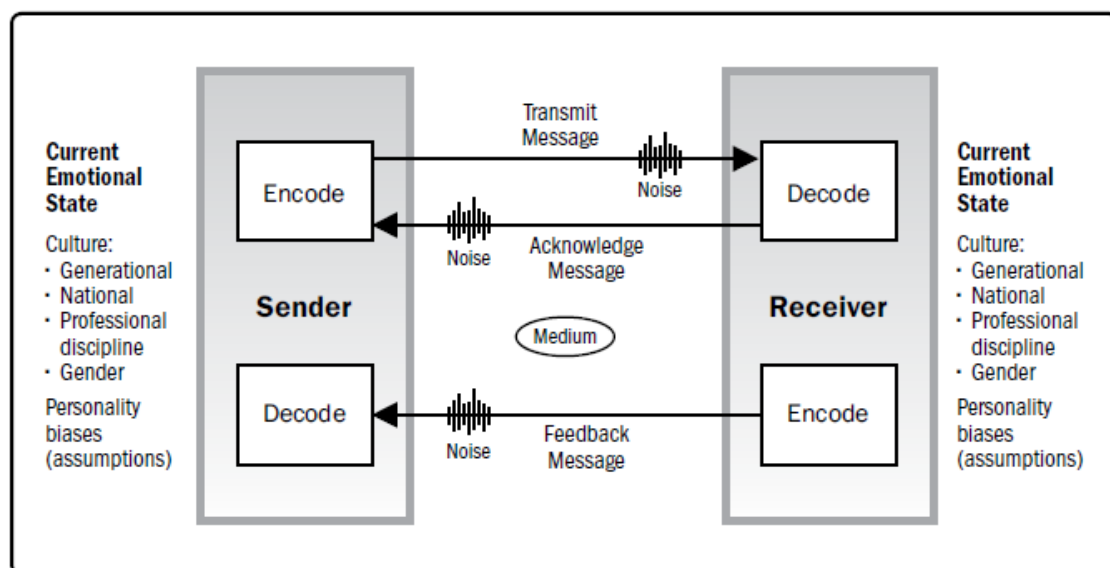 Current
Emotional
State
Culture:
· Generational
· National
· Professional
discipline
· Gender
Personality
biases
(assumptions)
Encode
Sender
Decode
Transmit
Message
Noise
Noise
Acknowledge
Message
Medium
Noise
Feedback
Message
Decode
Receiver
Encode
Current
Emotional
State
Culture:
· Generational
· National
· Professional
discipline
· Gender
Personality
biases
(assumptions)